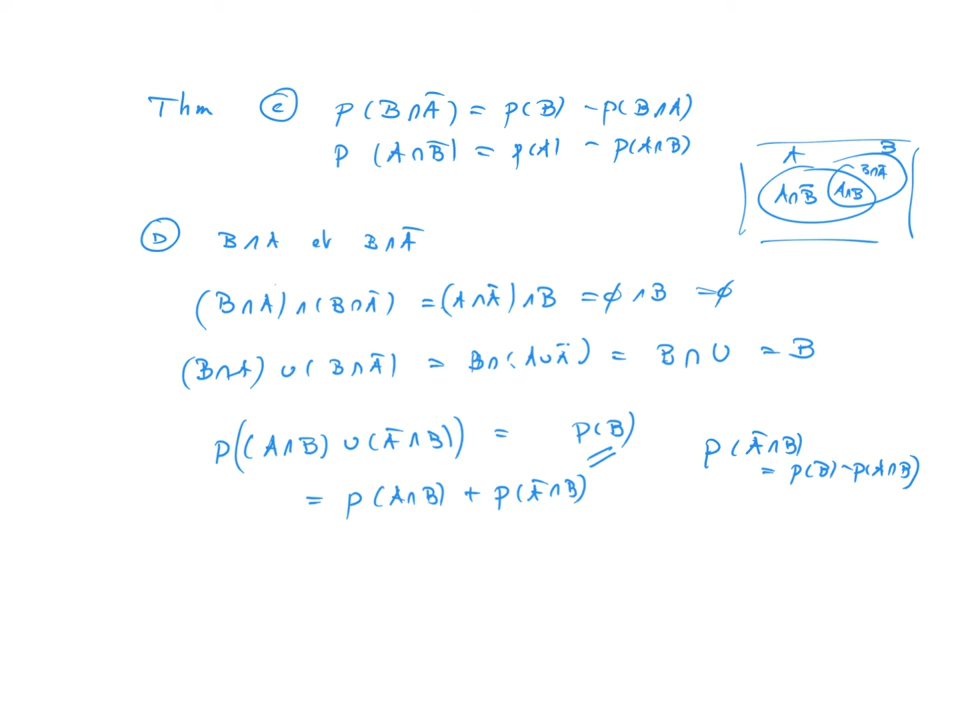 Thm (c) P(B∩Ā) = p(B) - p(B∩A)
P(A∩B̄) = p(A) - p(A∩B)
A B
A∩B̄ A∩B B∩Ā
(D) B∩A et B∩Ā
(B∩A)∩(B∩Ā) = (A∩Ā)∩B = ϕ∩B = ϕ
(B∩A)∪(B∩Ā) = B∩(A∪Ā) = B∩U = B
P((A∩B)∪(Ā∩B)) = P(B)
= P(A∩B) + P(Ā∩B)
P(Ā∩B)
= p(B) - p(A∩B)